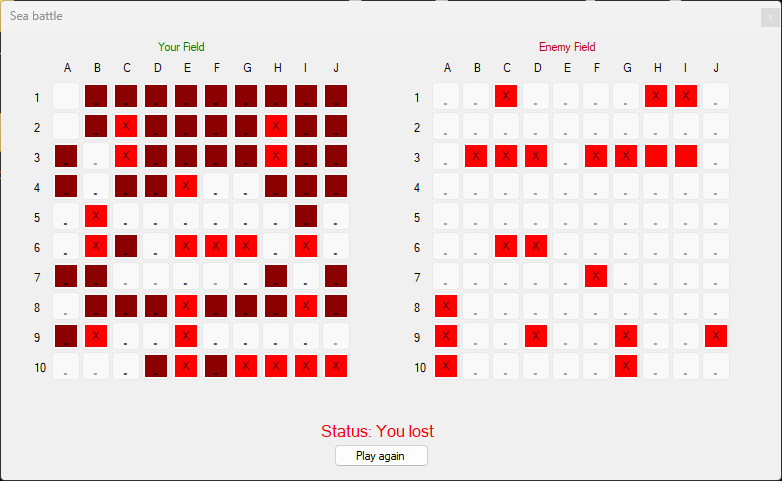 Sea battle
x
Your Field Enemy Field
A B C D E F G H I J A B C D E F G H I J
1 - - - - - - - - - 1 - - X - - - - X X -
2 - X - - - - X - - 2 - - - - - - - - - -
3 - - X - - - - X - - 3 - X X X - X X -
4 - - - - X - - - - - 4 - - - - - - - - - -
5 - X - - - - - - - - 5 - - - - - - - - - -
6 - X - - X X X - X - 6 - - X X - - - - - -
7 - - - - - - - - - - 7 - - - - - X - - - -
8 - - - - X - - - X - 8 X - - - - - - - - -
9 - X - - X - - - - - 9 X - - X - - X - - X
10 - - - - X - X X X X 10 X - - - - - X - - -
Status: You lost
Play again